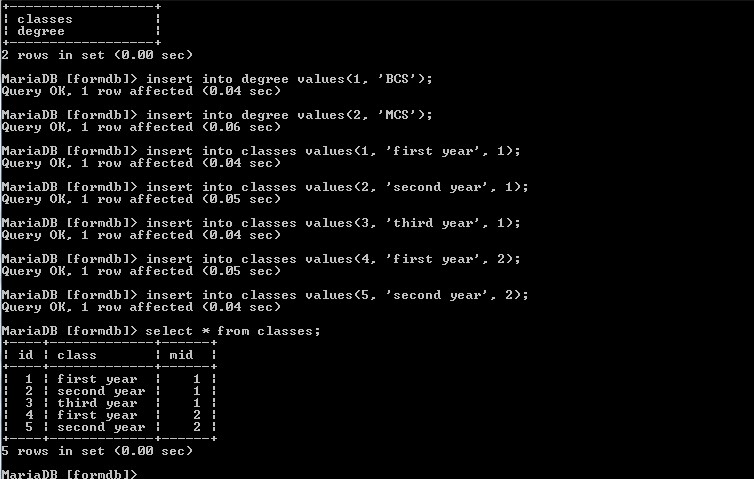 +------------------+
| classes          |
| degree           |
+------------------+
2 rows in set (0.00 sec)
MariaDB [formdb]> insert into degree values(1, 'BCS');
Query OK, 1 row affected (0.04 sec)
MariaDB [formdb]> insert into degree values(2, 'MCS');
Query OK, 1 row affected (0.06 sec)
MariaDB [formdb]> insert into classes values(1, 'first year', 1);
Query OK, 1 row affected (0.04 sec)
MariaDB [formdb]> insert into classes values(2, 'second year', 1);
Query OK, 1 row affected (0.05 sec)
MariaDB [formdb]> insert into classes values(3, 'third year', 1);
Query OK, 1 row affected (0.04 sec)
MariaDB [formdb]> insert into classes values(4, 'first year', 2);
Query OK, 1 row affected (0.05 sec)
MariaDB [formdb]> insert into classes values(5, 'second year', 2);
Query OK, 1 row affected (0.04 sec)
MariaDB [formdb]> select * from classes;
+----+-------------+------+
| id | class       | mid  |
+----+-------------+------+
|  1 | first year  |    1 |
|  2 | second year |    1 |
|  3 | third year  |    1 |
|  4 | first year  |    2 |
|  5 | second year |    2 |
+----+-------------+------+
5 rows in set (0.00 sec)
MariaDB [formdb]>